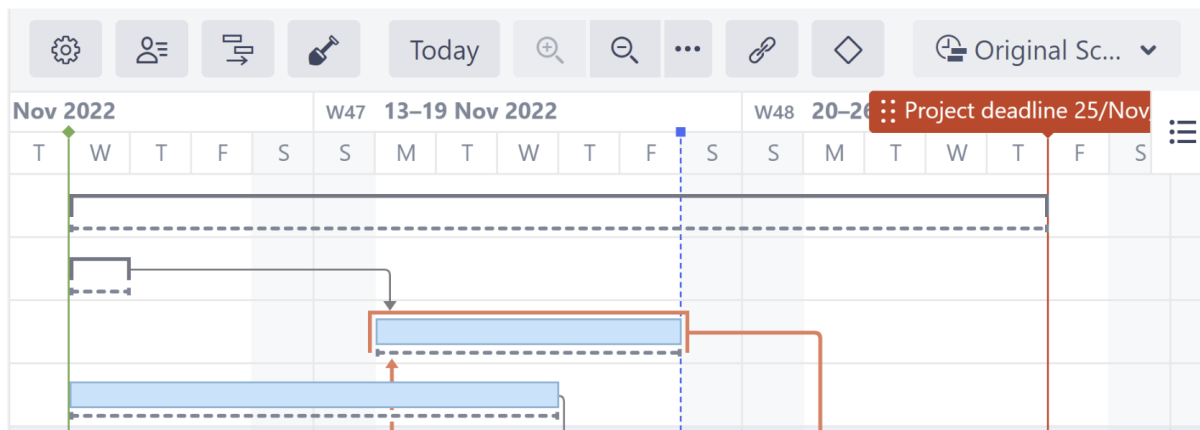 Today
Original Sc...
Nov 2022
W47 13–19 Nov 2022
W48 20–26
Project deadline 25/Nov
T W T F S S M T W T F S S M T W T F S